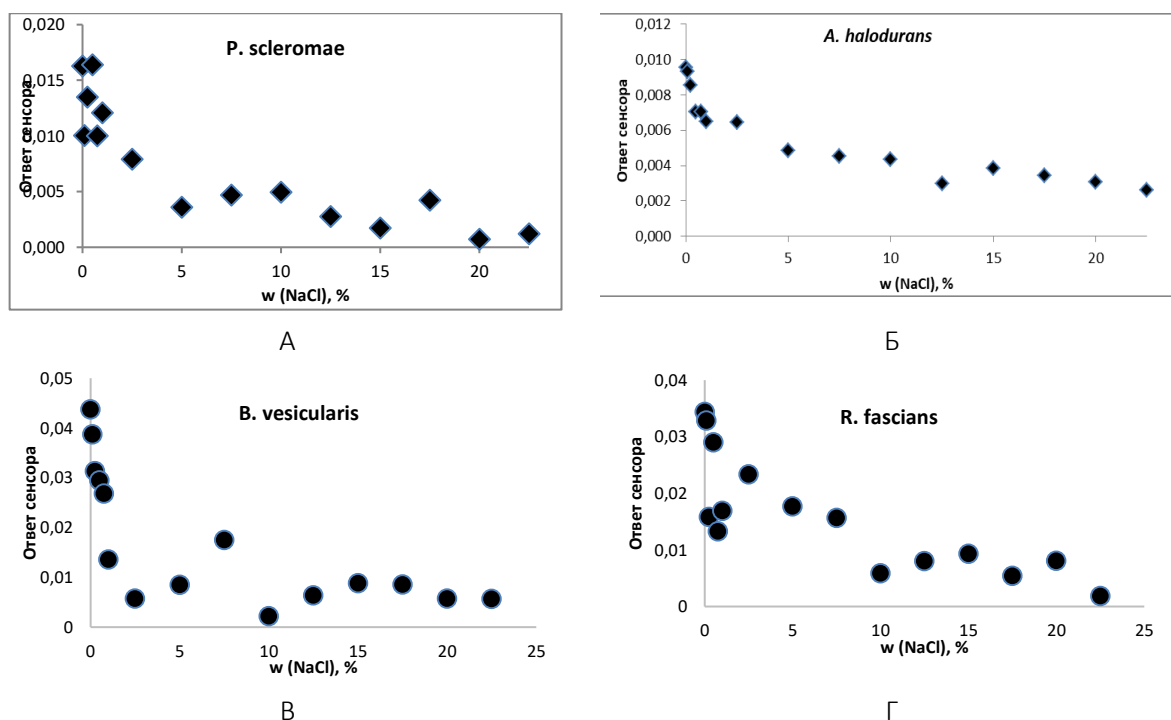 P. scleromae
Ответ сенсора
0,020
0,015
0,010
0,005
0,000
0 5 10 15 20
w (NaCl), %
А
A. halodurans
Ответ сенсора
0,012
0,010
0,008
0,006
0,004
0,002
0,000
0 5 10 15 20
w (NaCl), %
Б
B. vesicularis
Ответ сенсора
0,05
0,04
0,03
0,02
0,01
0
0 5 10 15 20 25
w (NaCl), %
В
R. fascians
Ответ сенсора
0,04
0,03
0,02
0,01
0
0 5 10 15 20 25
w (NaCl), %
Г